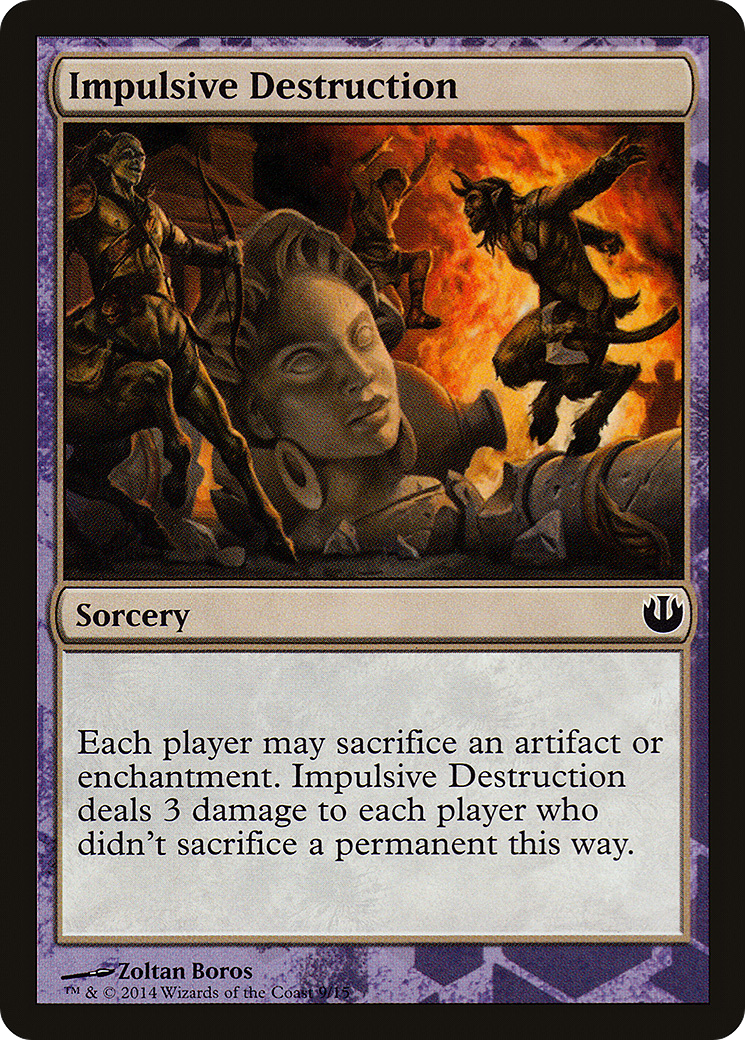 Impulsive Destruction
Sorcery
Each player may sacrifice an artifact or
enchantment. Impulsive Destruction
deals 3 damage to each player who
didn't sacrifice a permanent this way.
Zoltan Boros
™ & © 2014 Wizards of the Coast 9/15